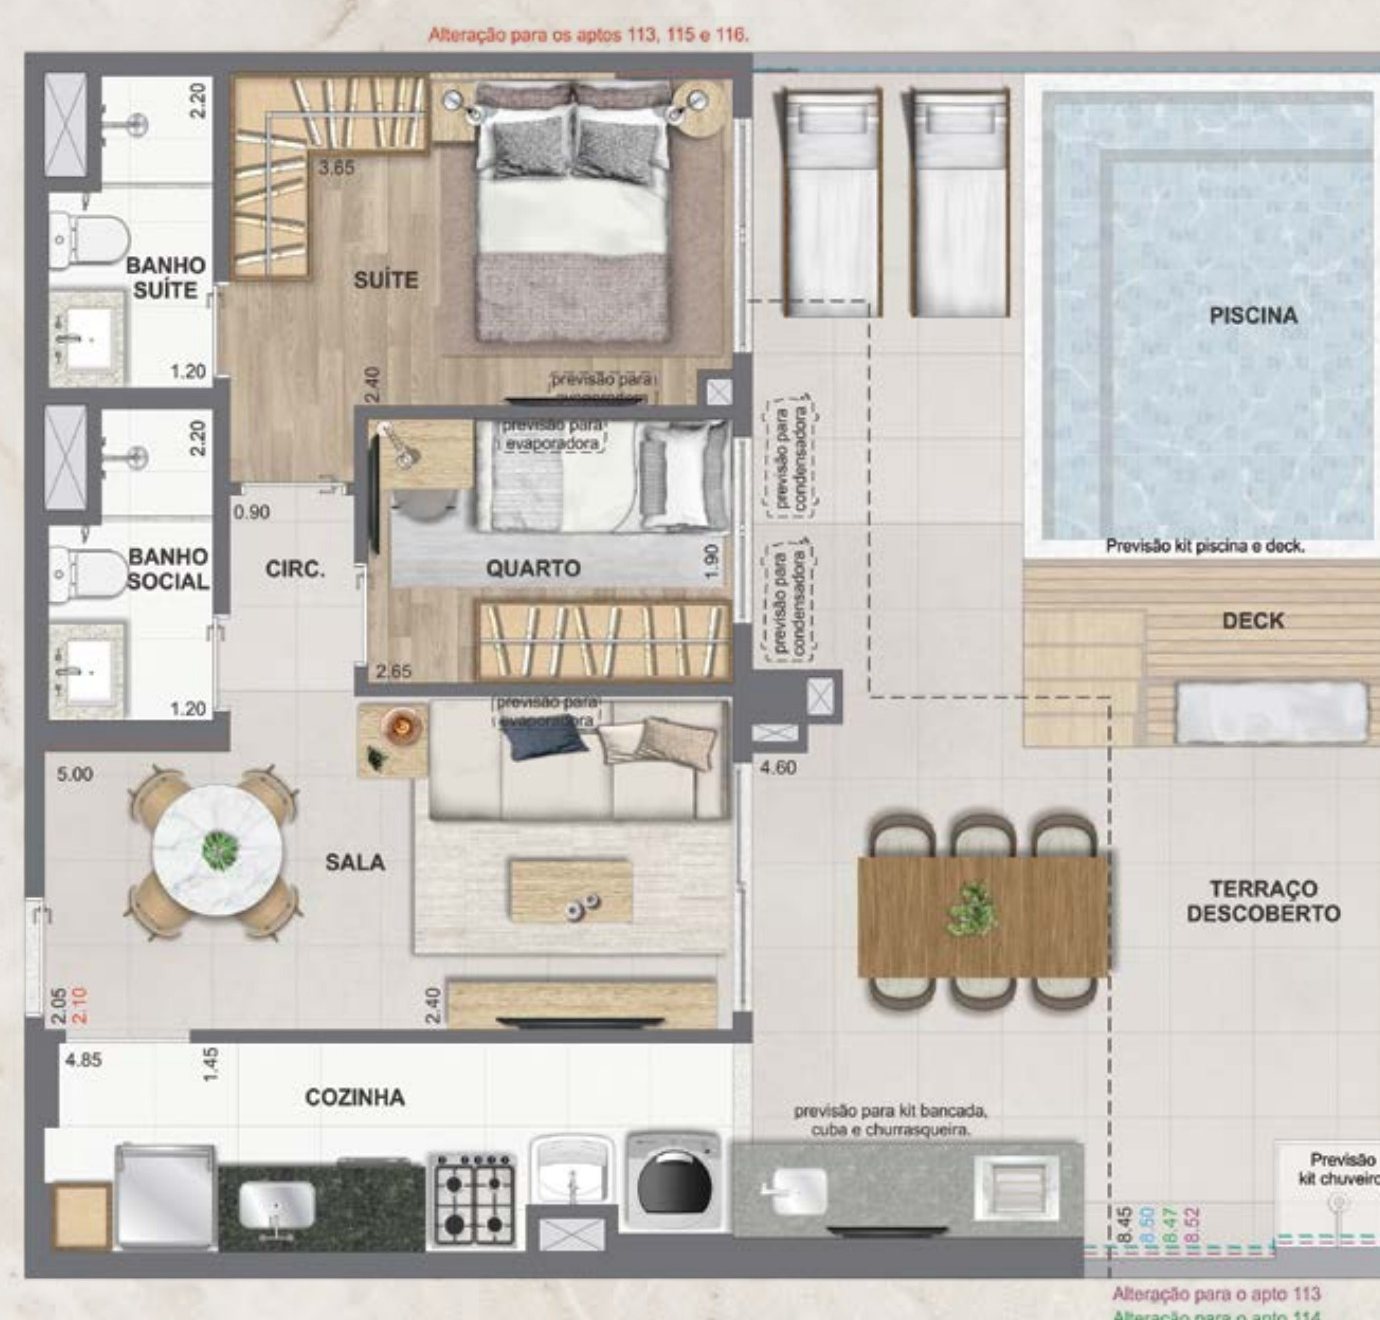 Alteração para os aptos 113, 115 e 116.
2.20
3.65
BANHO
SUÍTE
SUÍTE
PISCINA
1.20
2.40
previsão para
evaporadora
2.20
previsão para
evaporadora
previsão para
condensadora
0.90
BANHO
SOCIAL
CIRC.
QUARTO
1.90
Previsão kit piscina e deck.
previsão para
condensadora
DECK
2.65
1.20
previsão para
evaporadora
5.00
4.60
SALA
TERRAÇO
DESCOBERTO
2.05
2.10
2.40
4.85
1.45
COZINHA
previsão para kit bancada,
cuba e churrasqueira.
Previsão
kit chuveiro
8.45
8.50
8.47
8.52
Alteração para o apto 113
Alteração para o apto 114